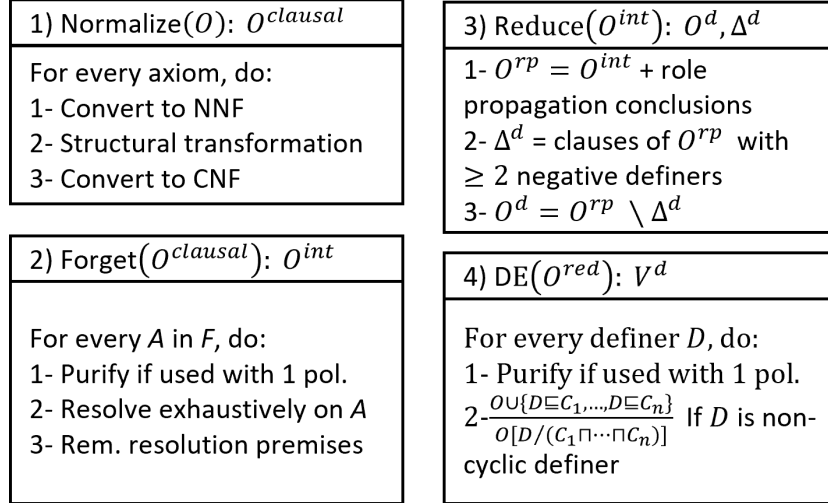 1) Normalize(O): O^clausal
For every axiom, do:
1- Convert to NNF
2- Structural transformation
3- Convert to CNF
2) Forget(O^clausal): O^int
For every A in F, do:
1- Purify if used with 1 pol.
2- Resolve exhaustively on A
3- Rem. resolution premises
3) Reduce(O^int): O^d, Δ^d
1- O^rp = O^int + role
propagation conclusions
2- Δ^d = clauses of O^rp with
≥ 2 negative definers
3- O^d = O^rp \ Δ^d
4) DE(O^red): V^d
For every definer D, do:
1- Purify if used with 1 pol.
2- O∪{D⊑C₁,…,D⊑Cₙ} / O[D/(C₁⊓⋯⊓Cₙ)] If D is non-
cyclic definer